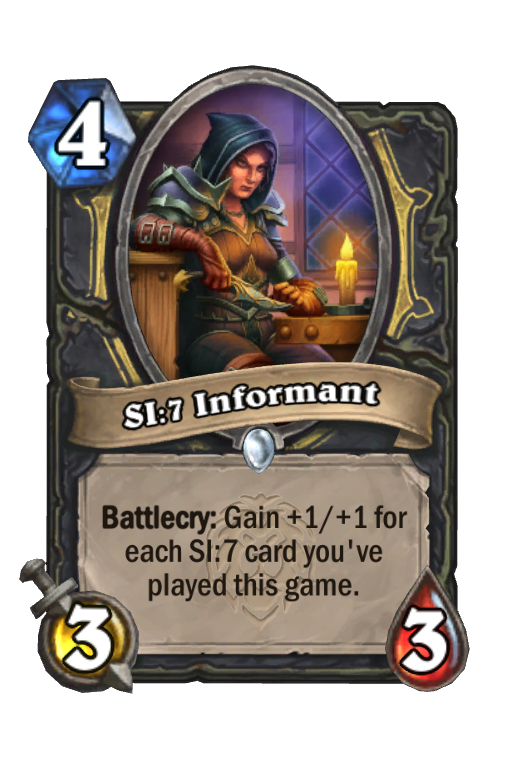 4
SI:7 Informant
Battlecry: Gain +1/+1 for
each SI:7 card you've
played this game.
3
3